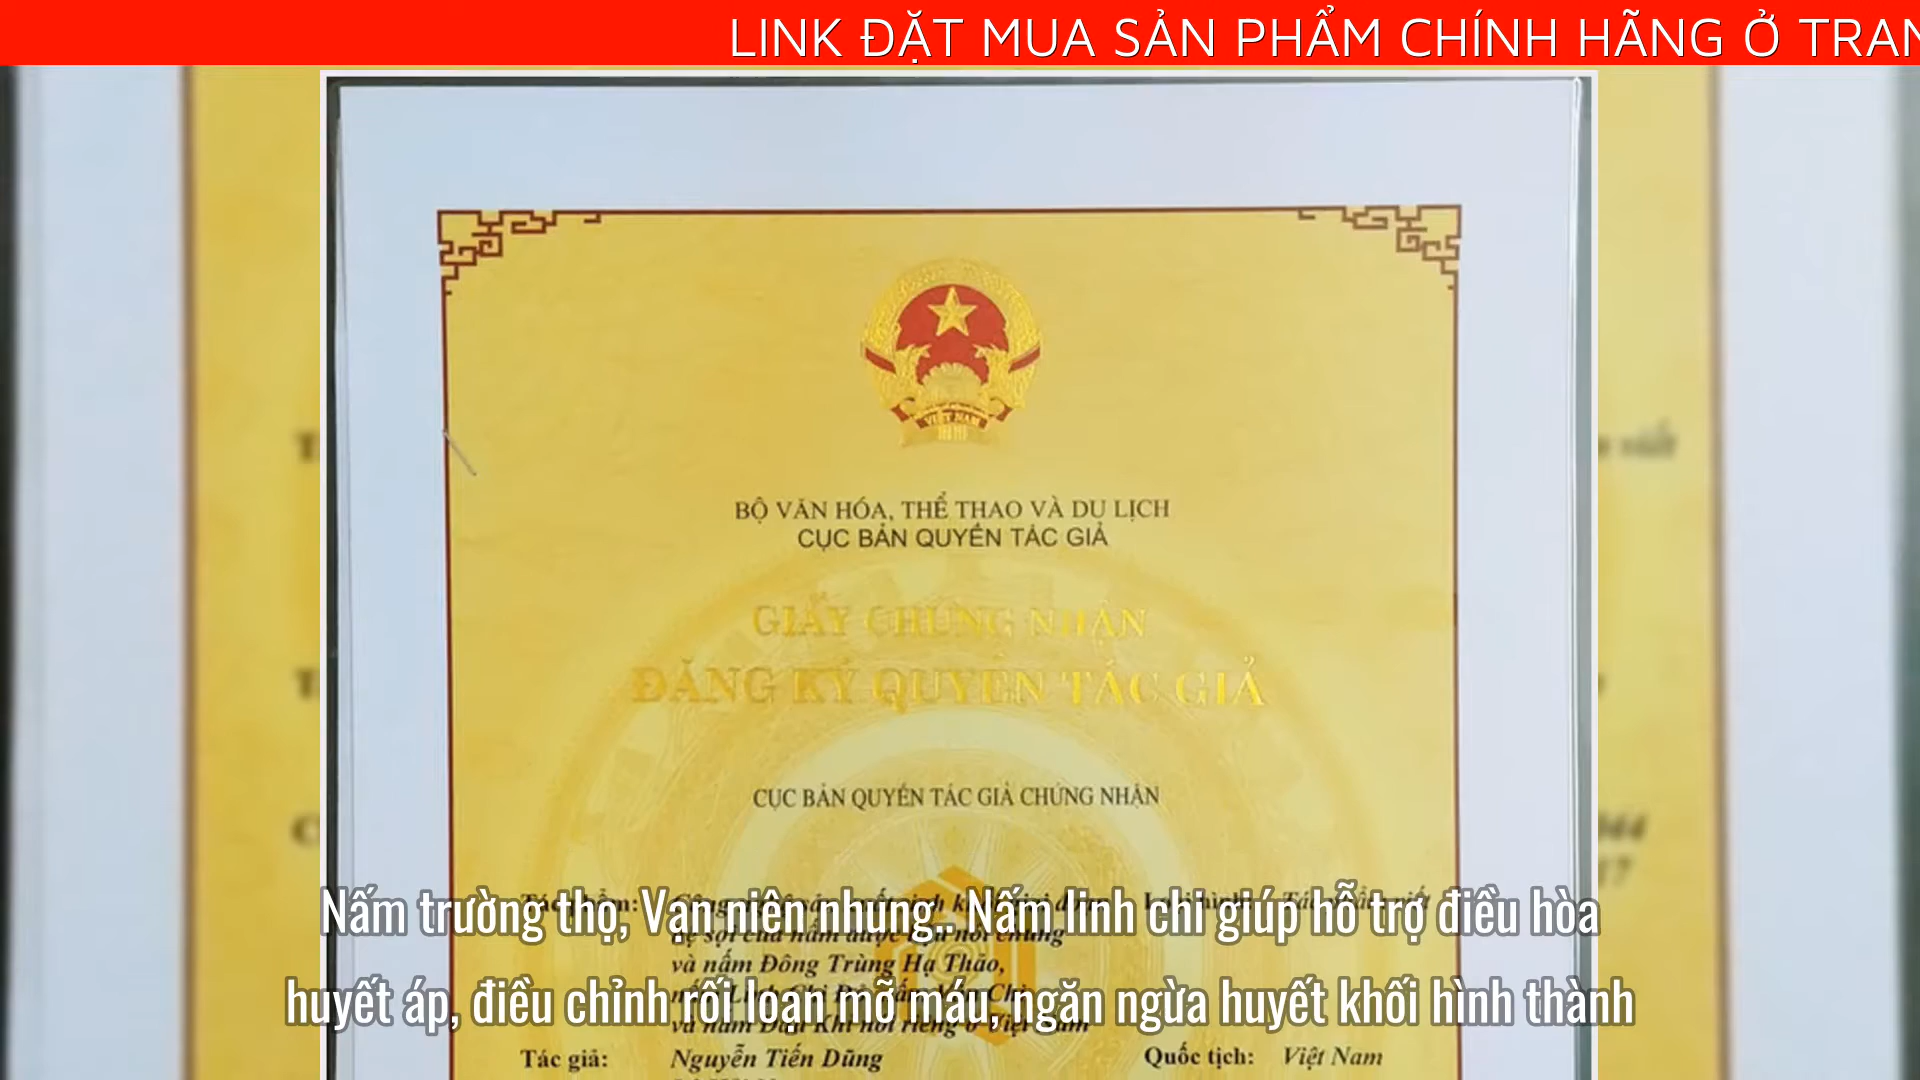 LINK ĐẶT MUA SẢN PHẨM CHÍNH HÃNG Ở TRAN
VIỆT NAM
BỘ VĂN HÓA, THỂ THAO VÀ DU LỊCH
CỤC BẢN QUYỀN TÁC GIẢ
GIẤY CHỨNG NHẬN
ĐĂNG KÝ QUYỀN TÁC GIẢ
CỤC BẢN QUYỀN TÁC GIẢ CHỨNG NHẬN
Nấm trường thọ, Vạn niên nhung.. Nấm linh chi giúp hỗ trợ điều hòa
và nấm Đông Trùng Hạ Thảo,
huyết áp, điều chỉnh rối loạn mỡ máu, ngăn ngừa huyết khối hình thành
Tác giả: Nguyễn Tiến Dũng Quốc tịch: Việt Nam